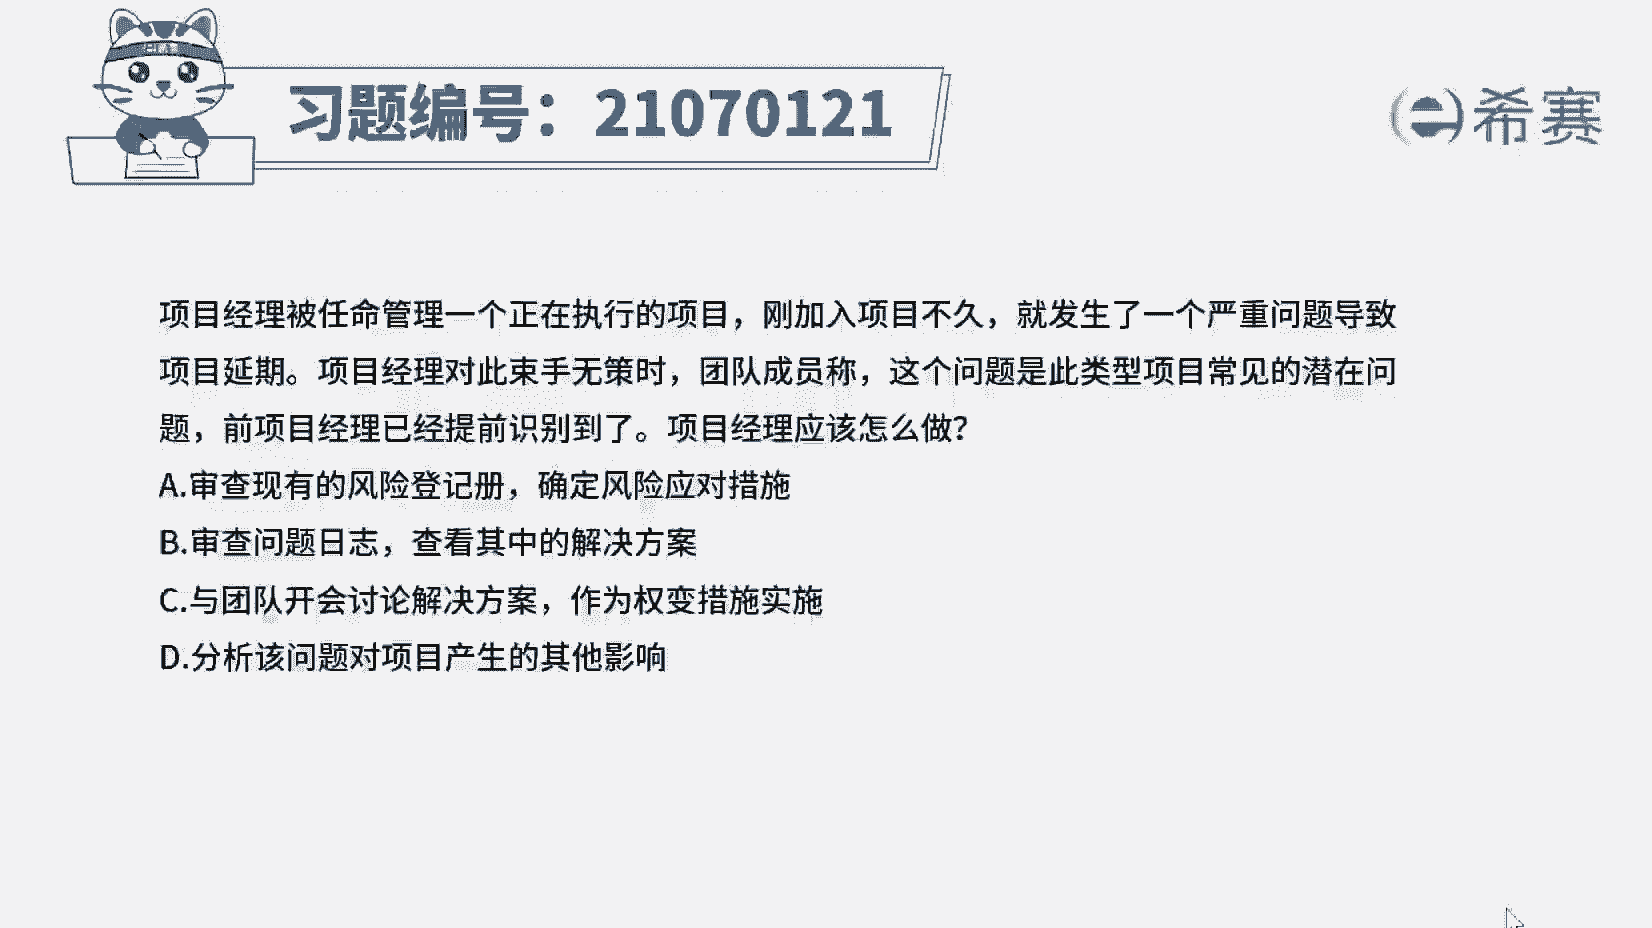 习题编号：21070121
希赛
项目经理被任命管理一个正在执行的项目，刚加入项目不久，就发生了一个严重问题导致
项目延期。项目经理对此束手无策时，团队成员称，这个问题是此类型项目常见的潜在问
题，前项目经理已经提前识别到了。项目经理应该怎么做？
A.审查现有的风险登记册，确定风险应对措施
B.审查问题日志，查看其中的解决方案
C.与团队开会讨论解决方案，作为权变措施实施
D.分析该问题对项目产生的其他影响